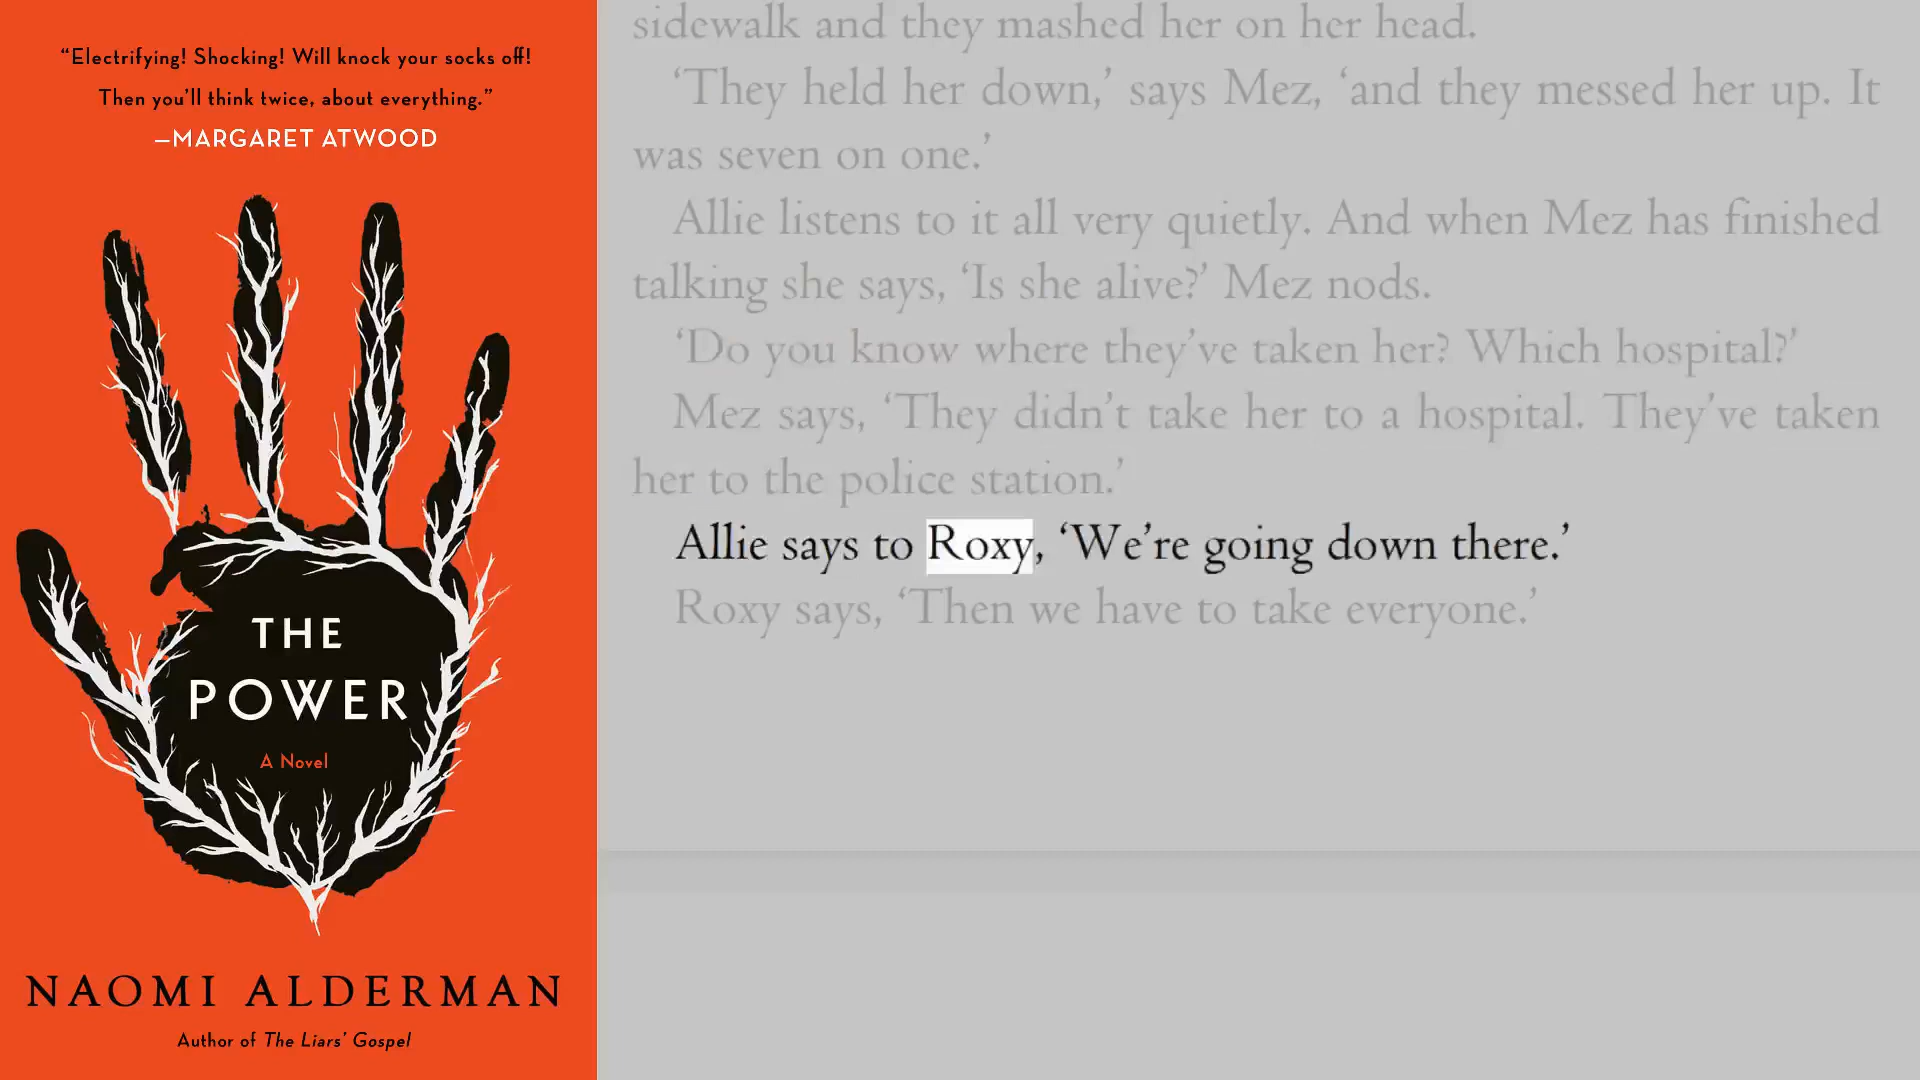 “Electrifying! Shocking! Will knock your socks off!
Then you’ll think twice, about everything.”
—MARGARET ATWOOD
THE
POWER
A Novel
NAOMI ALDERMAN
Author of The Liars’ Gospel
sidewalk and they mashed her on her head.
‘They held her down,’ says Mez, ‘and they messed her up. It
was seven on one.’
Allie listens to it all very quietly. And when Mez has finished
talking she says, ‘Is she alive?’ Mez nods.
‘Do you know where they’ve taken her? Which hospital?’
Mez says, ‘They didn’t take her to a hospital. They’ve taken
her to the police station.’
Allie says to Roxy, ‘We’re going down there.’
Roxy says, ‘Then we have to take everyone.’